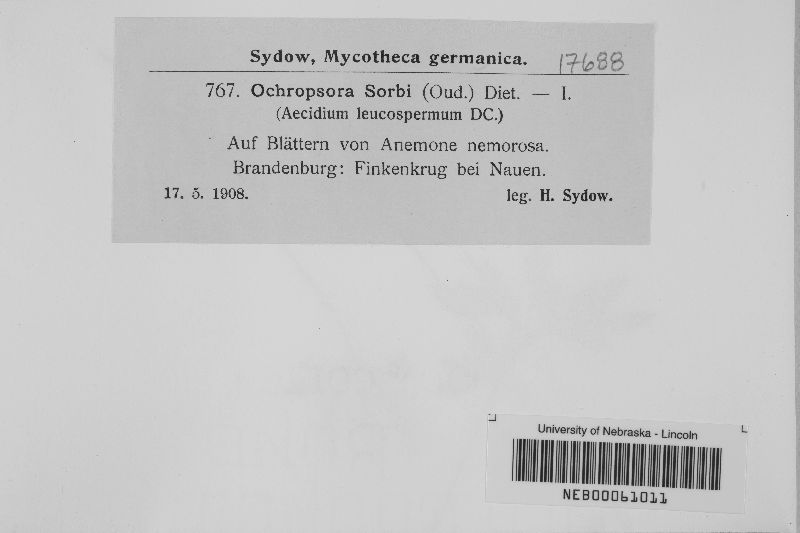 Sydow, Mycotheca germanica. 17688
767. Ochropsora Sorbi (Oud.) Diet. — I.
(Aecidium leucospermum DC.)
Auf Blättern von Anemone nemorosa.
Brandenburg: Finkenkrug bei Nauen.
17. 5. 1908. leg. H. Sydow.
University of Nebraska - Lincoln
NEB00061011